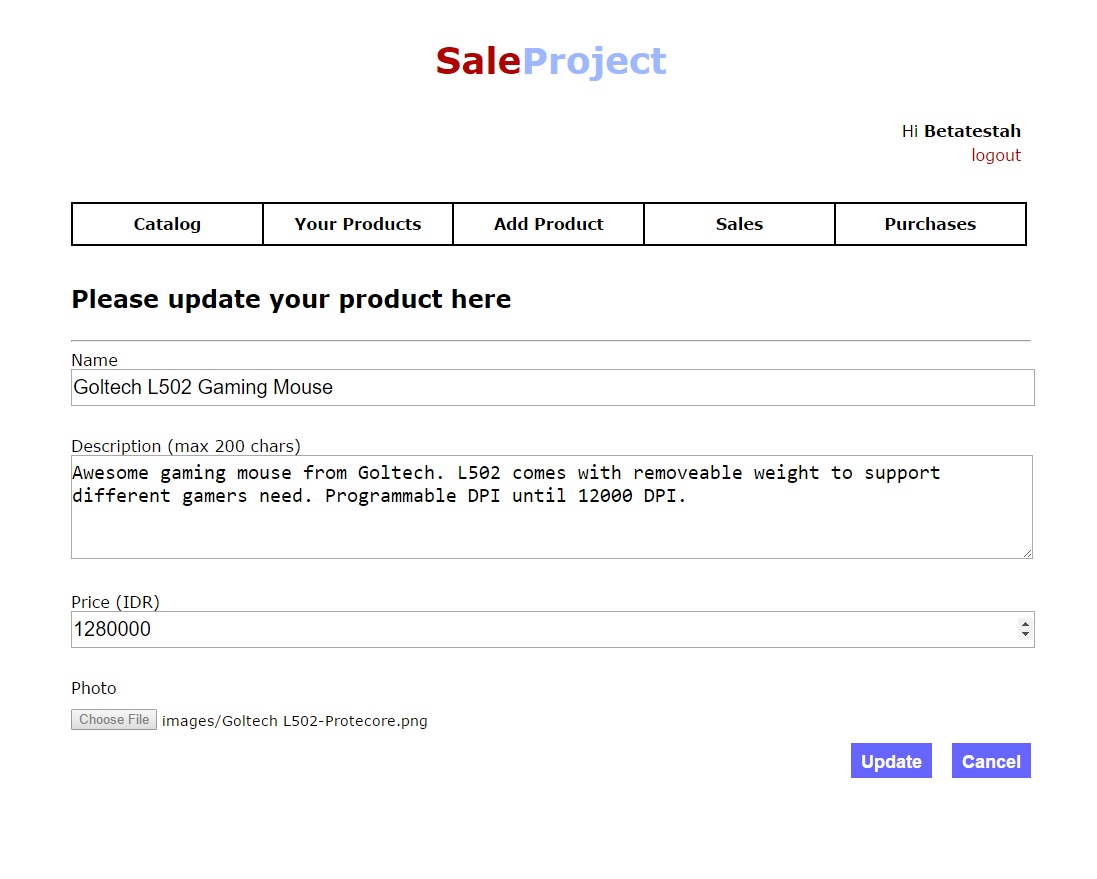 SaleProject
Hi Betatestah
logout
Catalog Your Products Add Product Sales Purchases
Please update your product here
Name
Goltech L502 Gaming Mouse
Description (max 200 chars)
Awesome gaming mouse from Goltech. L502 comes with removeable weight to support
different gamers need. Programmable DPI until 12000 DPI.
Price (IDR)
1280000
Photo
Choose File images/Goltech L502-Protecore.png
Update Cancel